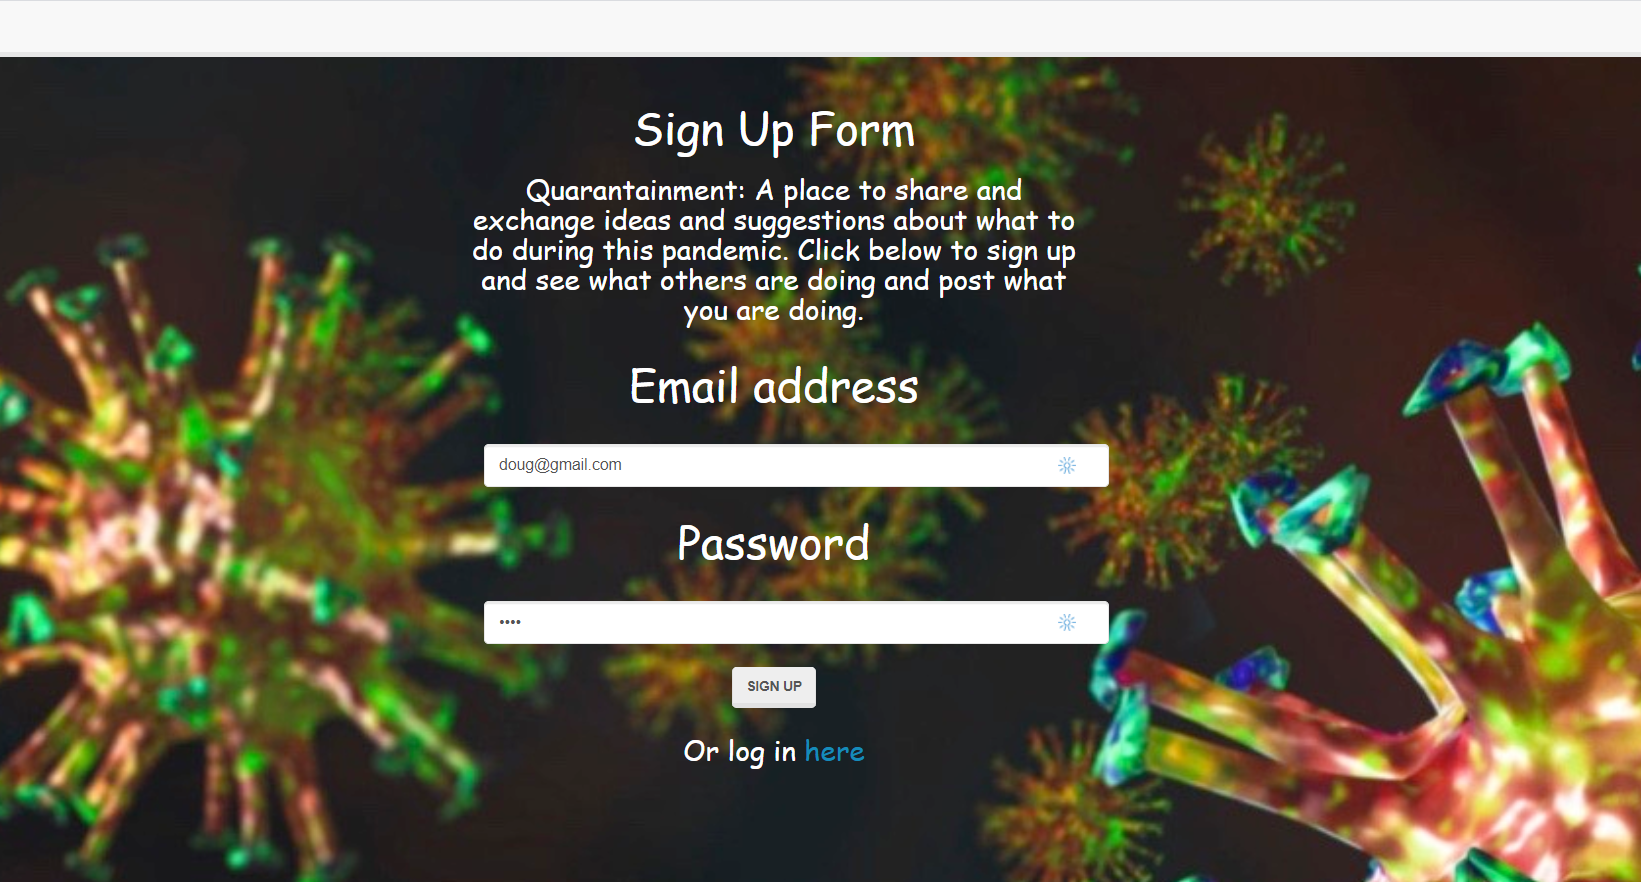 Sign Up Form
Quarantainment: A place to share and
exchange ideas and suggestions about what to
do during this pandemic. Click below to sign up
and see what others are doing and post what
you are doing.
Email address
doug@gmail.com
Password
••••
SIGN UP
Or log in here